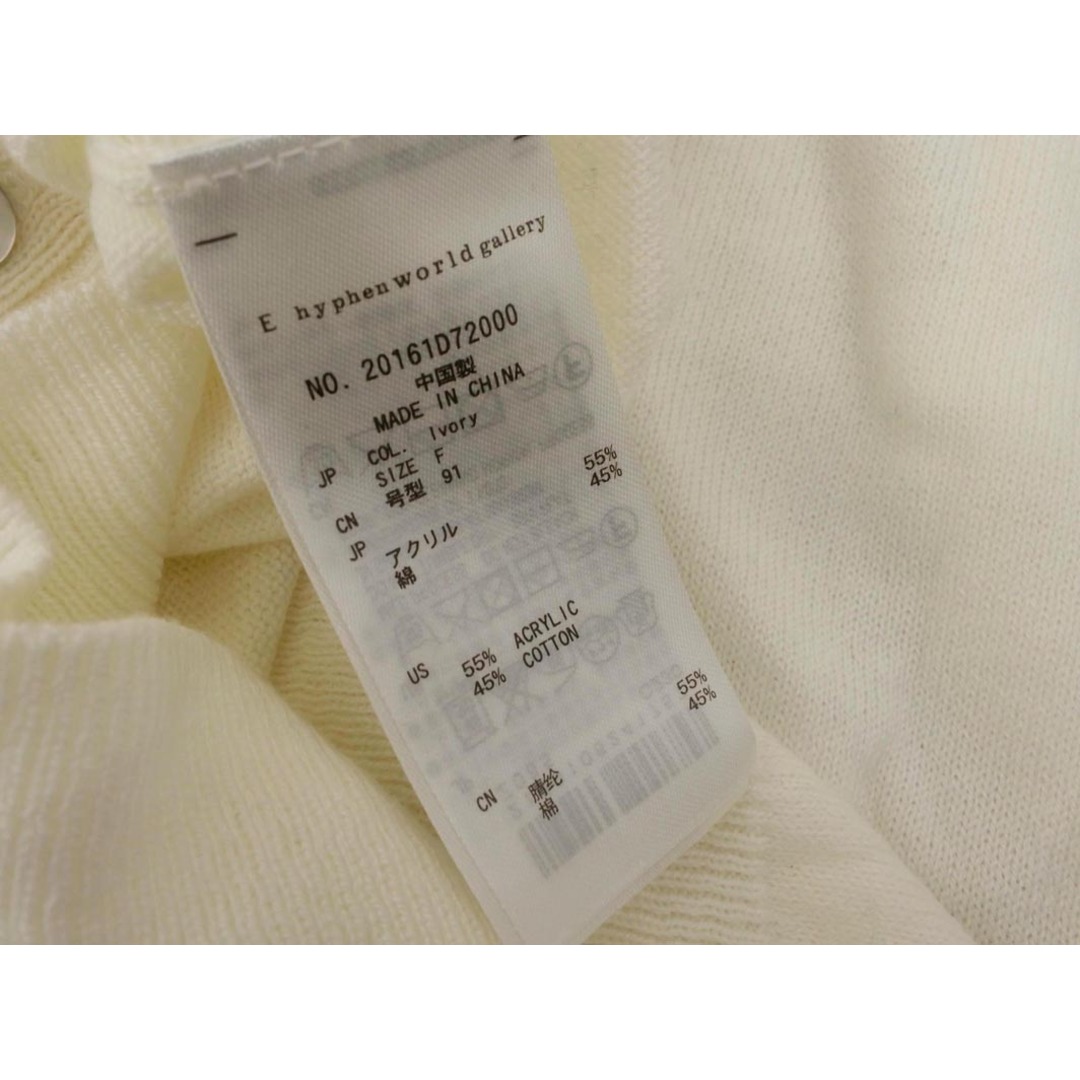 E hyphen world gallery
NO. 20161D72000
中国製
MADE IN CHINA
COL. Ivory
JP SIZE F
CN 号型 91
JP アクリル 55%
綿 45%
US 55% ACRYLIC
45% COTTON
CN 腈纶 55%
棉 45%